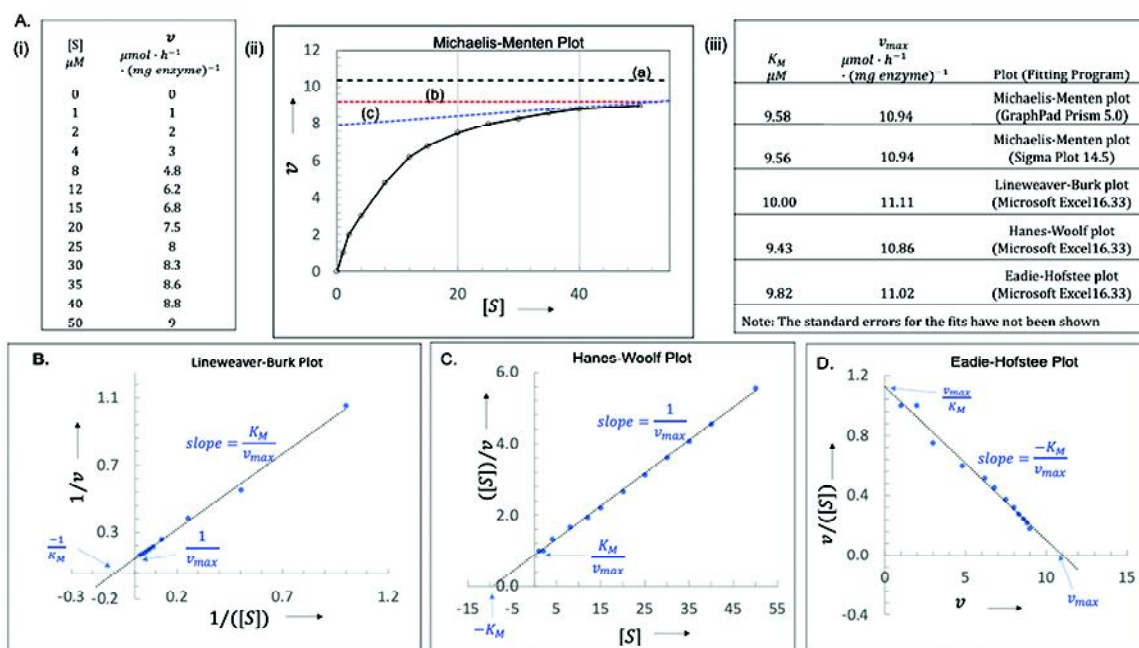 A.
(i)
[S] v
μM μmol · h⁻¹
· (mg enzyme)⁻¹
0 0
1 1
2 2
4 3
8 4.8
12 6.2
15 6.8
20 7.5
25 8
30 8.3
35 8.6
40 8.8
50 9
(ii)
Michaelis-Menten Plot
12
10
8
6
4
2
0
v
(a)
(b)
(c)
0 20 40
[S]
(iii)
K_M v_max
μM μmol · h⁻¹
· (mg enzyme)⁻¹ Plot (Fitting Program)
9.58 10.94 Michaelis-Menten plot
(GraphPad Prism 5.0)
9.56 10.94 Michaelis-Menten plot
(Sigma Plot 14.5)
10.00 11.11 Lineweaver-Burk plot
(Microsoft Excel16.33)
9.43 10.86 Hanes-Woolf plot
(Microsoft Excel16.33)
9.82 11.02 Eadie-Hofstee plot
(Microsoft Excel16.33)
Note: The standard errors for the fits have not been shown
B.
Lineweaver-Burk Plot
1.1
0.7
0.3
1/v
slope = K_M/v_max
-1/K_M
1/v_max
-0.3 -0.2 0.2 0.7 1.2
1/([S])
C.
Hanes-Woolf Plot
6.0
4.0
2.0
0.0
([S])/v
slope = 1/v_max
K_M/v_max
-15 -5 5 15 25 35 45 55
−K_M
[S]
D.
Eadie-Hofstee Plot
1.2
0.8
0.4
0.0
-0.4
v/([S])
v_max/K_M
slope = −K_M/v_max
0 5 10 15
v
v_max